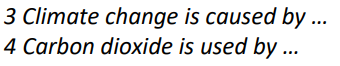 3 Climate change is caused by ...
4 Carbon dioxide is used by ...